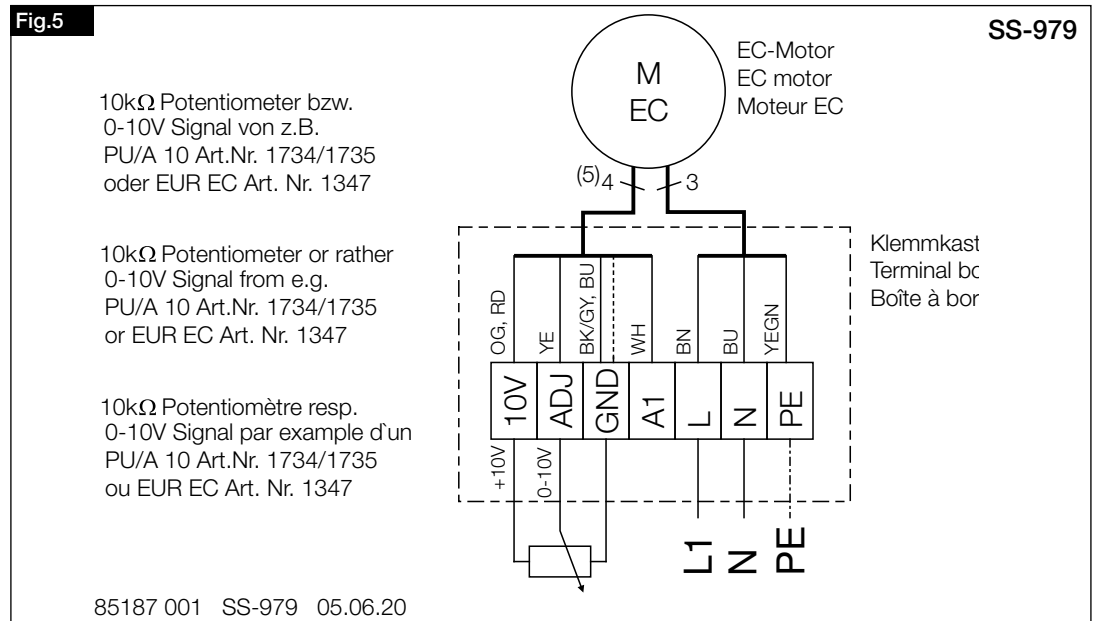 Fig.5
SS-979
EC-Motor
EC motor
Moteur EC
M
EC
10kΩ Potentiometer bzw.
0-10V Signal von z.B.
PU/A 10 Art.Nr. 1734/1735
oder EUR EC Art. Nr. 1347
(5)4
3
10kΩ Potentiometer or rather
0-10V Signal from e.g.
PU/A 10 Art.Nr. 1734/1735
or EUR EC Art. Nr. 1347
Klemmkast
Terminal bo
Boîte à bor
OG, RD
YE
BK/GY, BU
WH
BN
BU
YEGN
10V
ADJ
GND
A1
L
N
PE
10kΩ Potentiomètre resp.
0-10V Signal par example d`un
PU/A 10 Art.Nr. 1734/1735
ou EUR EC Art. Nr. 1347
+10V
0-10V
L1
N
PE
85187 001 SS-979 05.06.20